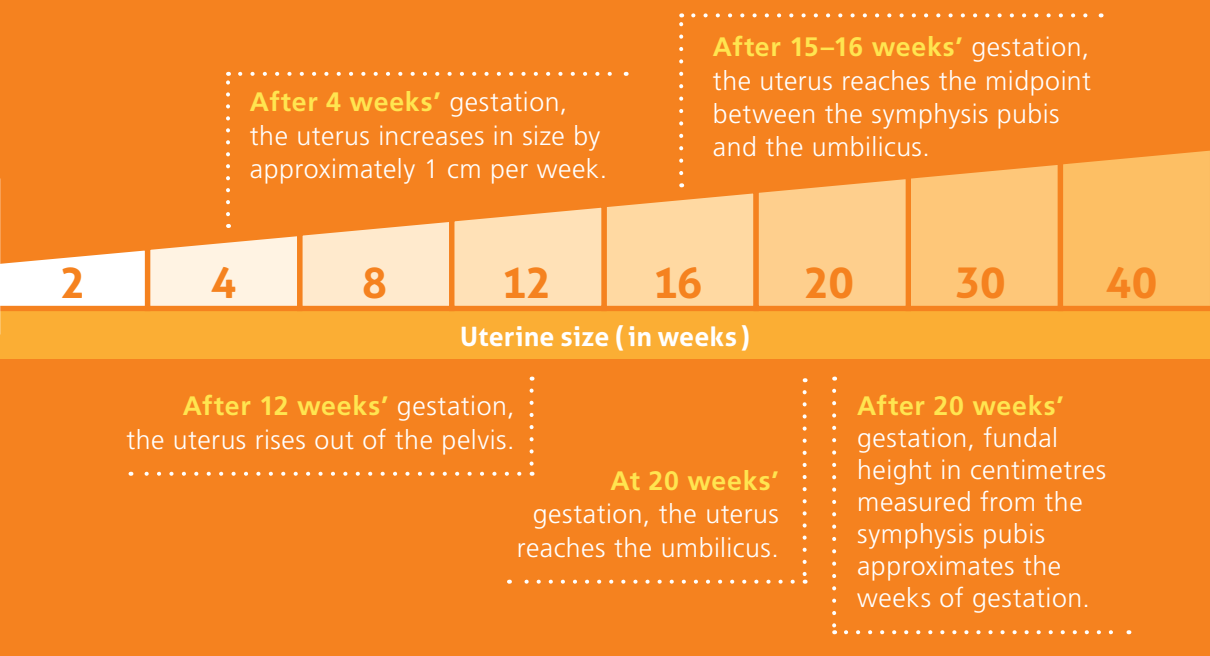 After 4 weeks’ gestation,
the uterus increases in size by
approximately 1 cm per week.
After 15–16 weeks’ gestation,
the uterus reaches the midpoint
between the symphysis pubis
and the umbilicus.
2 4 8 12 16 20 30 40
Uterine size (in weeks)
After 12 weeks’ gestation,
the uterus rises out of the pelvis.
At 20 weeks’
gestation, the uterus
reaches the umbilicus.
After 20 weeks’
gestation, fundal
height in centimetres
measured from the
symphysis pubis
approximates the
weeks of gestation.